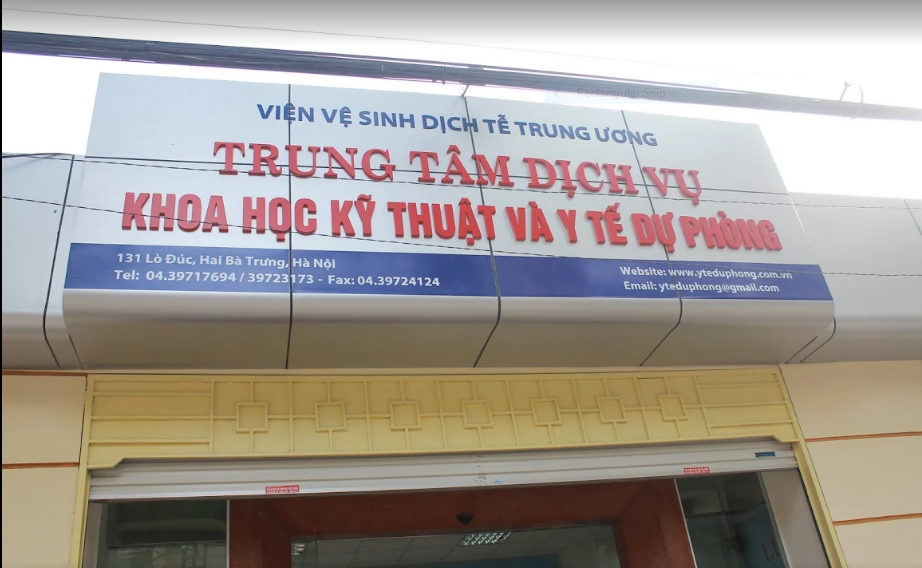 VIỆN VỆ SINH DỊCH TỄ TRUNG ƯƠNG
TRUNG TÂM DỊCH VỤ
KHOA HỌC KỸ THUẬT VÀ Y TẾ DỰ PHÒNG
131 Lò Đúc, Hai Bà Trưng, Hà Nội
Tel: 04.39717694 / 39723173 - Fax: 04.39724124
Website: www.yteduphong.com.vn
Email: yteduphong@gmail.com
Rectangular Snip